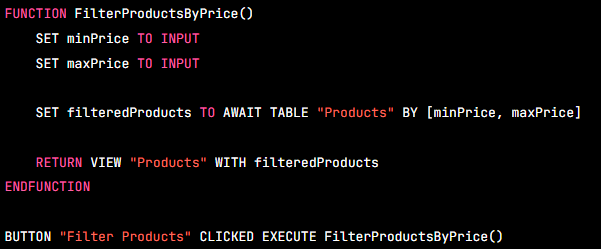 FUNCTION FilterProductsByPrice()
    SET minPrice TO INPUT
    SET maxPrice TO INPUT

    SET filteredProducts TO AWAIT TABLE "Products" BY [minPrice, maxPrice]

    RETURN VIEW "Products" WITH filteredProducts
ENDFUNCTION

BUTTON "Filter Products" CLICKED EXECUTE FilterProductsByPrice()